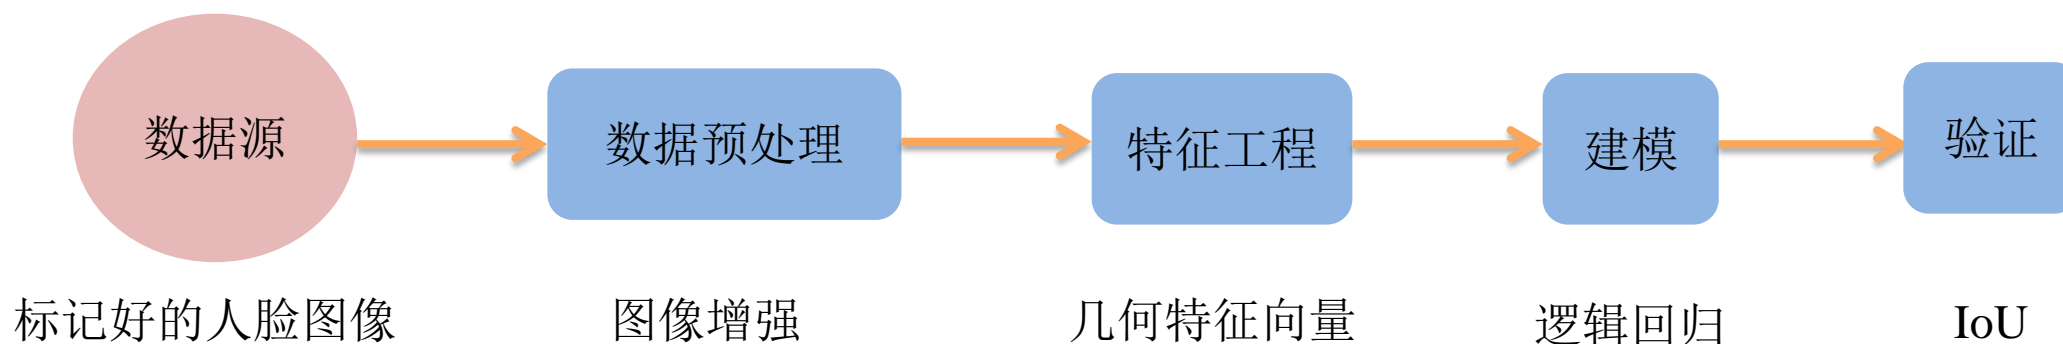 数据源
数据预处理
特征工程
建模
验证
标记好的人脸图像
图像增强
几何特征向量
逻辑回归
IoU